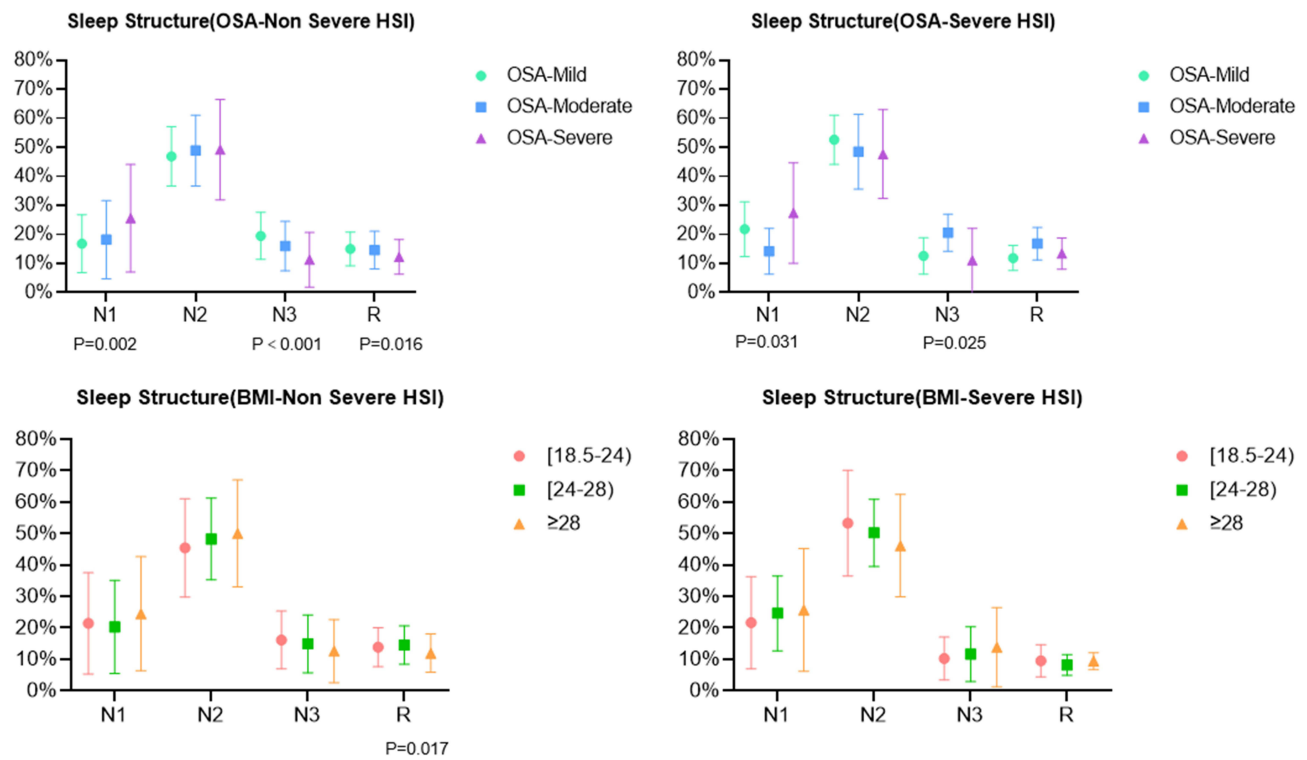 Sleep Structure(OSA-Non Severe HSI)
80%
70%
60%
50%
40%
30%
20%
10%
0%
N1 N2 N3 R
P=0.002 P < 0.001 P=0.016
OSA-Mild
OSA-Moderate
OSA-Severe
Sleep Structure(OSA-Severe HSI)
80%
70%
60%
50%
40%
30%
20%
10%
0%
N1 N2 N3 R
P=0.031 P=0.025
OSA-Mild
OSA-Moderate
OSA-Severe
Sleep Structure(BMI-Non Severe HSI)
80%
70%
60%
50%
40%
30%
20%
10%
0%
N1 N2 N3 R
P=0.017
[18.5-24)
[24-28)
≥28
Sleep Structure(BMI-Severe HSI)
80%
70%
60%
50%
40%
30%
20%
10%
0%
N1 N2 N3 R
[18.5-24)
[24-28)
≥28